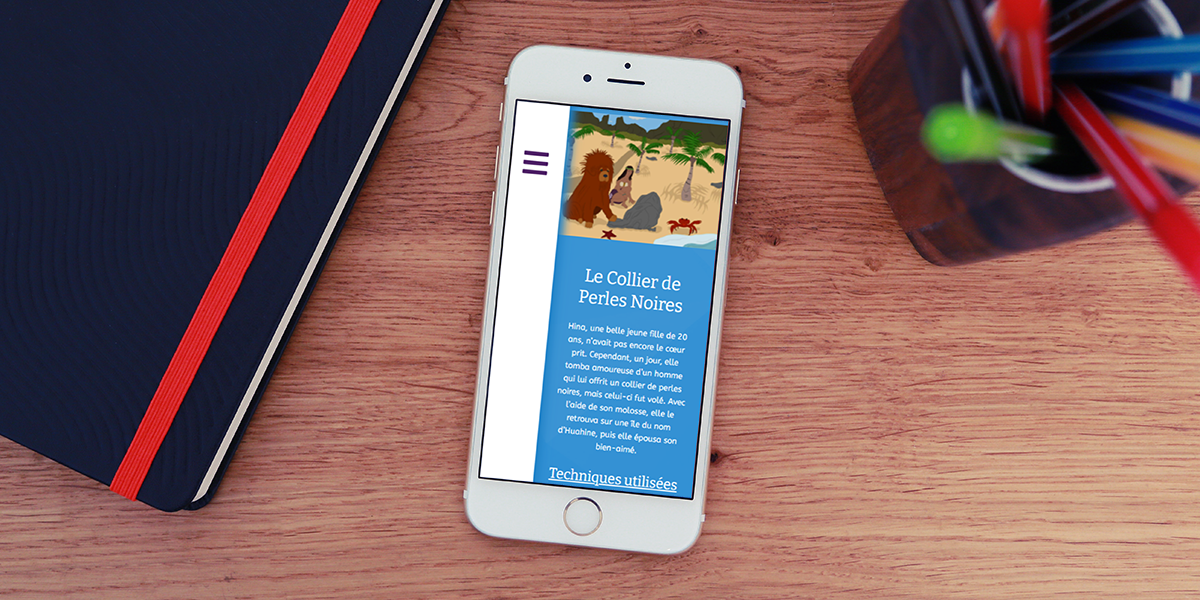 Le Collier de
Perles Noires
Hina, une belle jeune fille de 20
ans, n'avait pas encore le cœur
prit. Cependant, un jour, elle
tomba amoureuse d'un homme
qui lui offrit un collier de perles
noires, mais celui-ci fut volé. Avec
l'aide de son molosse, elle le
retrouva sur une île du nom
d'Huahine, puis elle épousa son
bien-aimé.
Techniques utilisées